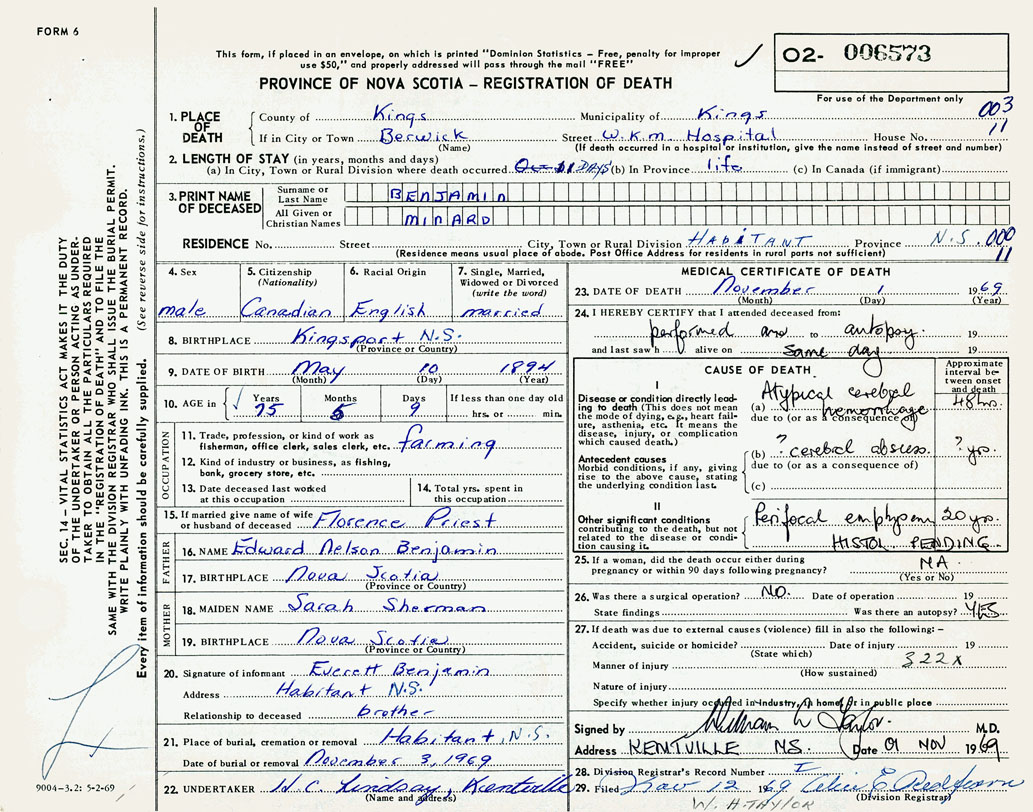 FORM 6
This form, if placed in an envelope, on which is printed "Dominion Statistics – Free, penalty for improper
use $50," and properly addressed will pass through the mail "FREE"
O2- 006573
PROVINCE OF NOVA SCOTIA – REGISTRATION OF DEATH
For use of the Department only
003
11
1. PLACE OF DEATH
County of Kings Municipality of Kings
If in City or Town Berwick Street W.K.M. Hospital House No.
(Name) (If death occurred in a hospital or institution, give the name instead of street and number)
2. LENGTH OF STAY (in years, months and days)
(a) In City, Town or Rural Division where death occurred 11 DAYS (b) In Province life (c) In Canada (if immigrant)
3. PRINT NAME OF DECEASED
Surname or Last Name BENJAMIN
All Given or Christian Names MINARD
RESIDENCE No. Street City, Town or Rural Division HABITANT Province N.S. 000
11
(Residence means usual place of abode. Post Office Address for residents in rural parts not sufficient)
SEC. 14 – VITAL STATISTICS ACT MAKES IT THE DUTY
OF THE UNDERTAKER OR PERSON ACTING AS UNDER-
TAKER TO OBTAIN ALL THE PARTICULARS REQUIRED
IN THE "REGISTRATION OF DEATH" AND TO FILE THE
SAME WITH THE DIVISION REGISTRAR WHO SHALL ISSUE THE BURIAL PERMIT.
WRITE PLAINLY WITH UNFADING INK. THIS IS A PERMANENT RECORD.
Every item of information should be carefully supplied. (See reverse side for instructions.)
4. Sex
male
5. Citizenship
(Nationality)
Canadian
6. Racial Origin
English
7. Single, Married,
Widowed or Divorced
(write the word)
married
8. BIRTHPLACE Kingsport N.S.
(Province or Country)
9. DATE OF BIRTH May 10 1894
(Month) (Day) (Year)
10. AGE in Years Months Days If less than one day old
75 5 9 hrs. or min.
OCCUPATION
11. Trade, profession, or kind of work as
fisherman, office clerk, sales clerk, etc. farming
12. Kind of industry or business, as fishing,
bank, grocery store, etc.
13. Date deceased last worked
at this occupation
14. Total yrs. spent in
this occupation
15. If married give name of wife
or husband of deceased Florence Priest
FATHER
16. NAME Edward Nelson Benjamin
17. BIRTHPLACE Nova Scotia
(Province or Country)
MOTHER
18. MAIDEN NAME Sarah Sherman
19. BIRTHPLACE Nova Scotia
(Province or Country)
20. Signature of informant Everett Benjamin
Address Habitant N.S.
Relationship to deceased brother
21. Place of burial, cremation or removal Habitant, N.S.
Date of burial or removal November 3, 1969
22. UNDERTAKER H. C. Lindsay, Kentville
(Name and address)
9004-3.2: 5-2-69
MEDICAL CERTIFICATE OF DEATH
23. DATE OF DEATH November 1 1969
(Month) (Day) (Year)
24. I HEREBY CERTIFY that I attended deceased from:
performed an to autopsy. 19
and last saw h alive on same day 19
CAUSE OF DEATH
Approximate interval between onset and death
I
Disease or condition directly leading
to death (This does not mean
the mode of dying, e.g., heart failure,
asthenia, etc. It means the
disease, injury, or complication
which caused death.)
(a) Atypical cerebral hemorrhage 48 hrs.
due to (or as a consequence of)
Antecedent causes
Morbid conditions, if any, giving
rise to the above cause, stating
the underlying condition last.
(b) ? cerebral abscess. ? yrs.
due to (or as a consequence of)
(c)
II
Other significant conditions
contributing to the death, but not
related to the disease or condition
causing it.
Perifocal emphysem 20 yrs.
HISTOL PENDING
25. If a woman, did the death occur either during
pregnancy or within 90 days following pregnancy? NA
(Yes or No)
26. Was there a surgical operation? NO. Date of operation 19
State findings Was there an autopsy? YES
27. If death was due to external causes (violence) fill in also the following: –
Accident, suicide or homicide? Date of injury 19
(State which)
Manner of injury 322X
(How sustained)
Nature of injury
Specify whether injury occurred in industry, in home, or in public place
Signed by M.D.
Address KENTVILLE NS. Date 01 NOV 1969
28. Division Registrar's Record Number I
29. Filed Nov 12 1969
(Division Registrar)
W. H. TAYLOR